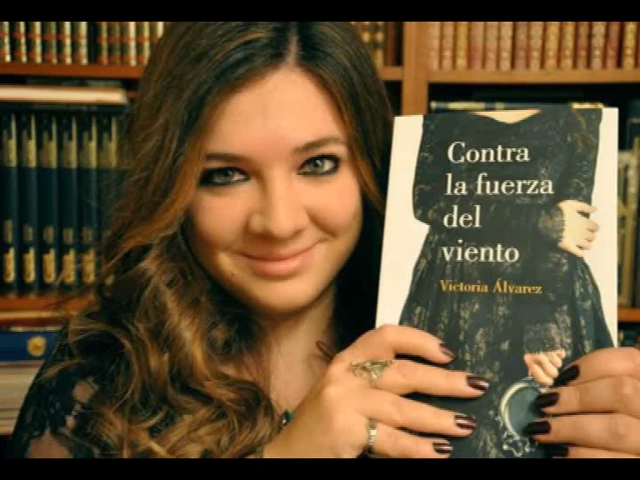 Contra
la fuerza
del
viento
Victoria Álvarez